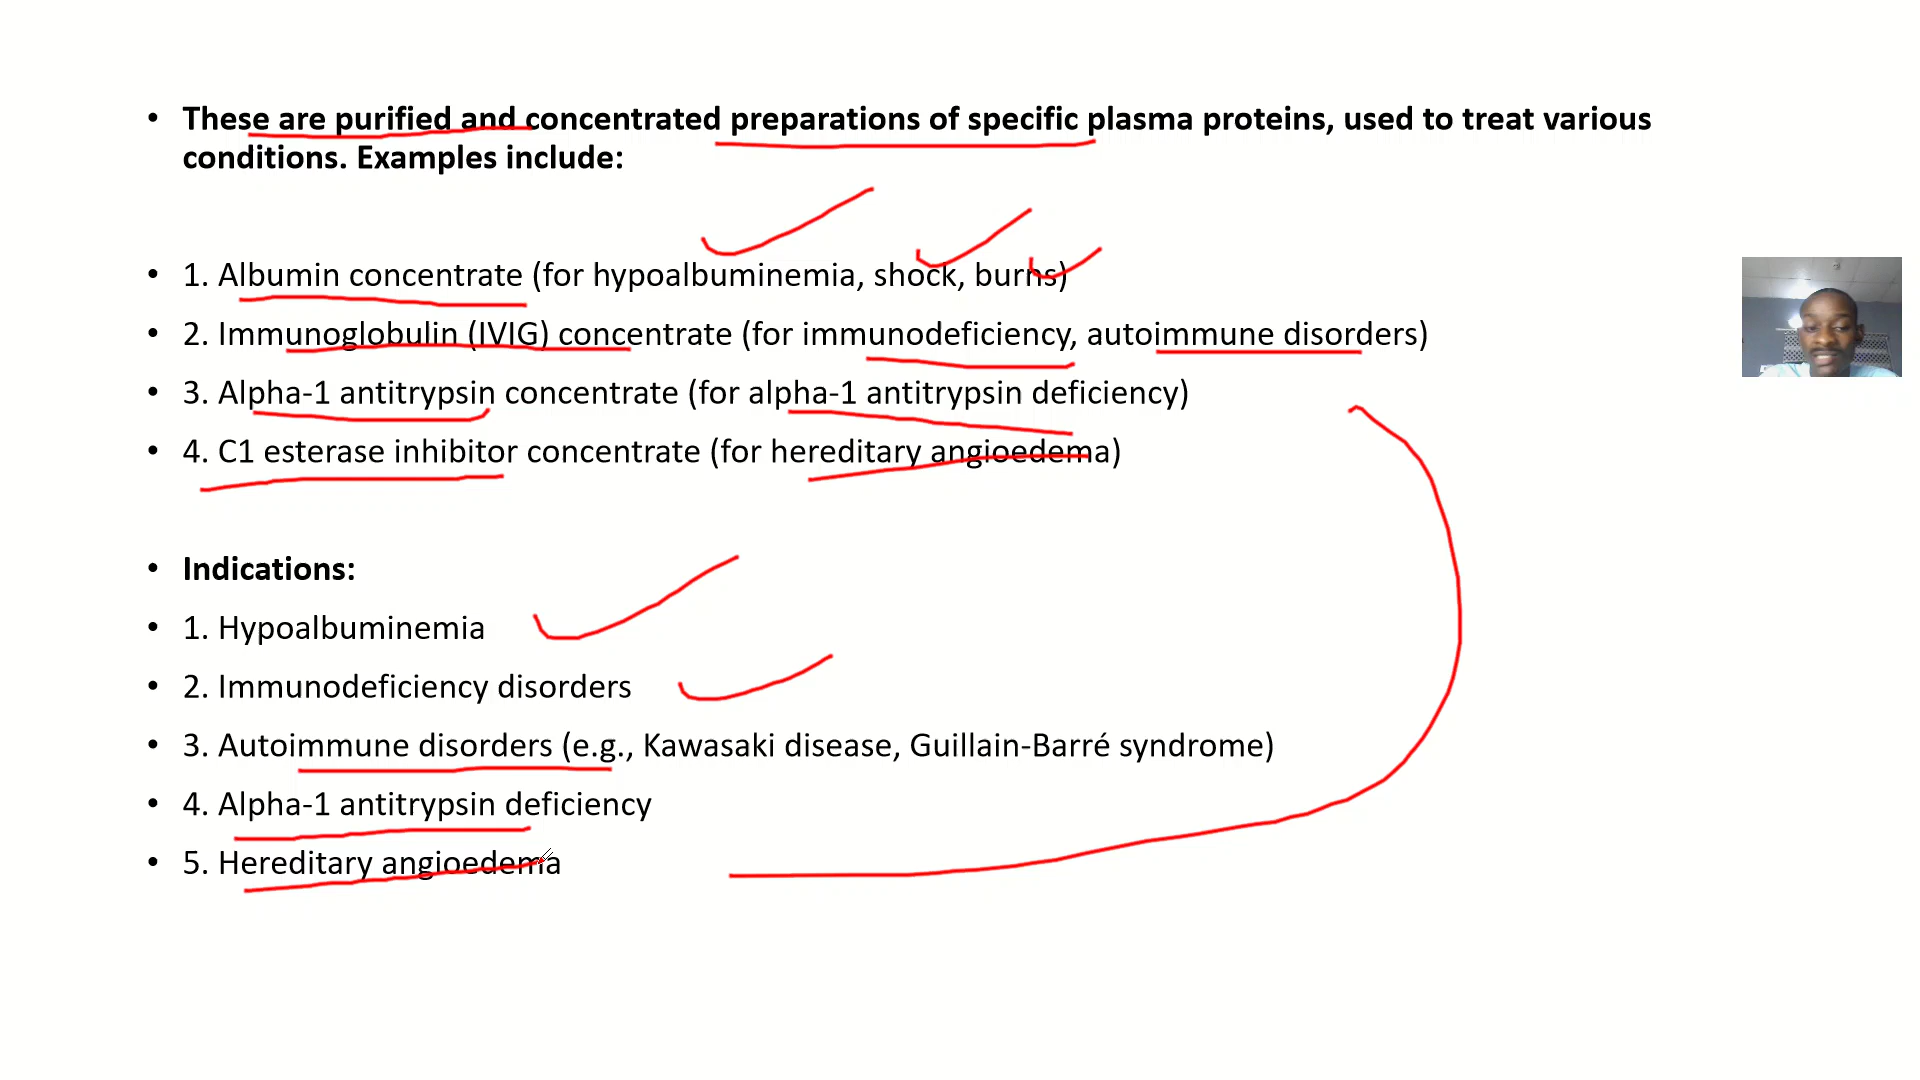 • These are purified and concentrated preparations of specific plasma proteins, used to treat various
conditions. Examples include:
• 1. Albumin concentrate (for hypoalbuminemia, shock, burns)
• 2. Immunoglobulin (IVIG) concentrate (for immunodeficiency, autoimmune disorders)
• 3. Alpha-1 antitrypsin concentrate (for alpha-1 antitrypsin deficiency)
• 4. C1 esterase inhibitor concentrate (for hereditary angioedema)
• Indications:
• 1. Hypoalbuminemia
• 2. Immunodeficiency disorders
• 3. Autoimmune disorders (e.g., Kawasaki disease, Guillain-Barré syndrome)
• 4. Alpha-1 antitrypsin deficiency
• 5. Hereditary angioedema